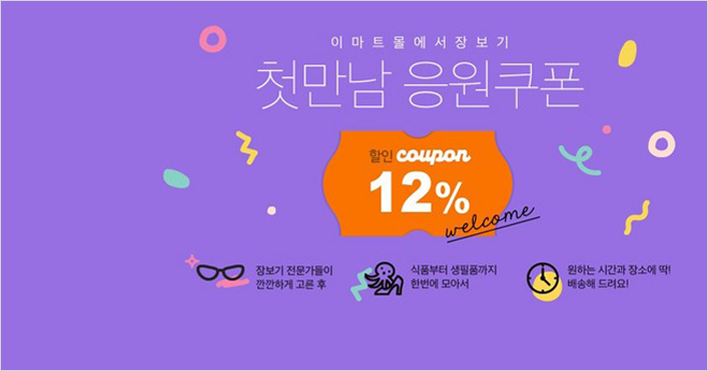 이마트몰에서장보기
첫만남 응원쿠폰
할인 coupon
12%
welcome
장보기 전문가들이
깐깐하게 고른 후
식품부터 생필품까지
한번에 모아서
원하는 시간과 장소에 딱!
배송해 드려요!